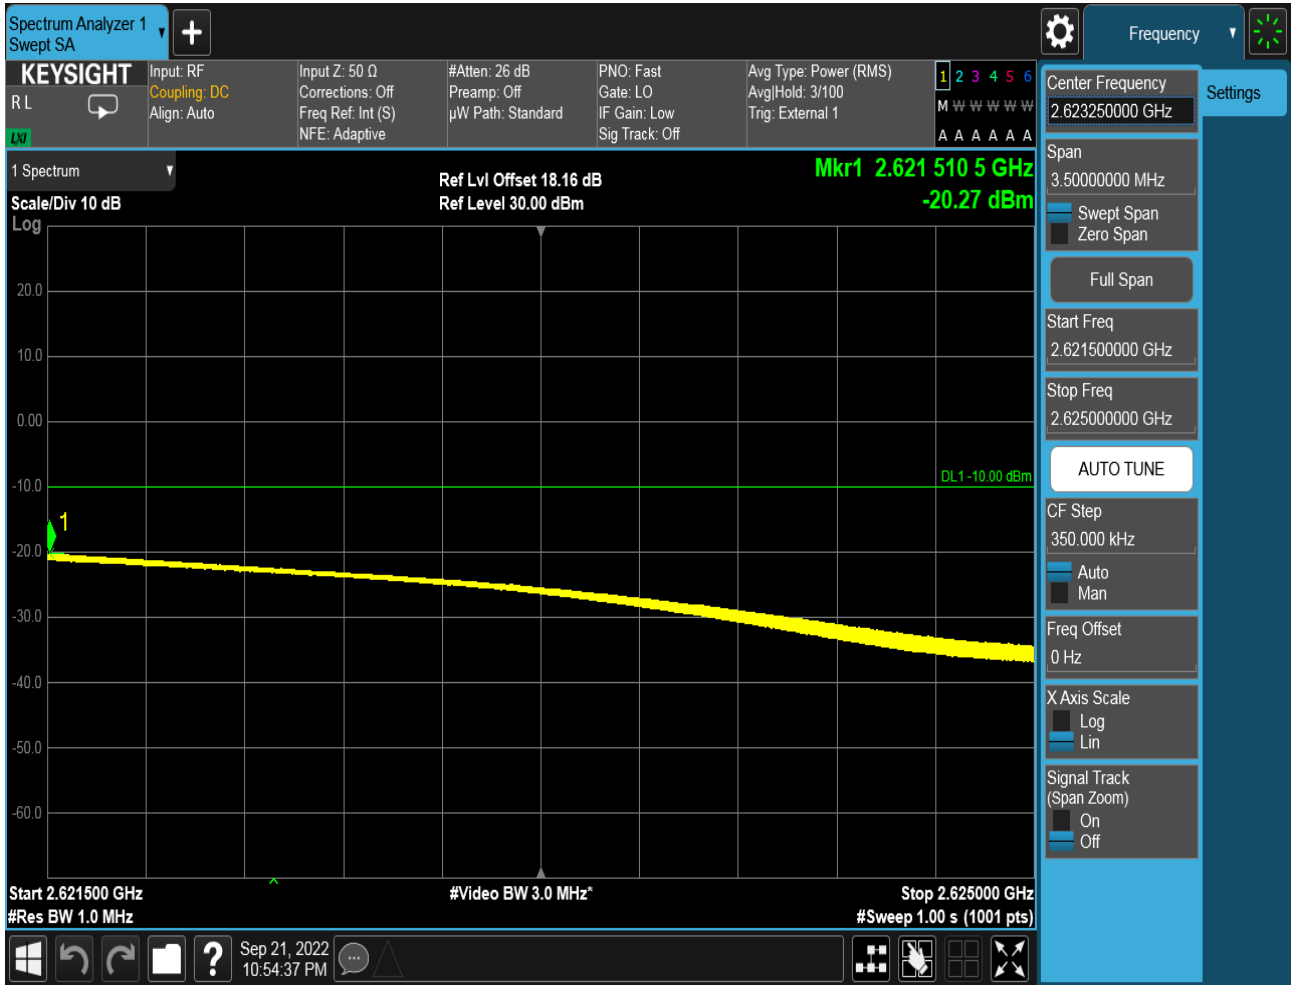 Spectrum Analyzer 1
Swept SA
Frequency
KEYSIGHT
R L
LXI
Input: RF
Coupling: DC
Align: Auto
Input Z: 50 Ω
Corrections: Off
Freq Ref: Int (S)
NFE: Adaptive
#Atten: 26 dB
Preamp: Off
µW Path: Standard
PNO: Fast
Gate: LO
IF Gain: Low
Sig Track: Off
Avg Type: Power (RMS)
Avg|Hold: 3/100
Trig: External 1
1 2 3 4 5 6
M W W W W W
A A A A A A
1 Spectrum
Scale/Div 10 dB
Log
Ref Lvl Offset 18.16 dB
Ref Level 30.00 dBm
Mkr1 2.621 510 5 GHz
-20.27 dBm
20.0
10.0
0.00
-10.0
-20.0
-30.0
-40.0
-50.0
-60.0
DL1 -10.00 dBm
1
Start 2.621500 GHz
#Res BW 1.0 MHz
#Video BW 3.0 MHz*
Stop 2.625000 GHz
#Sweep 1.00 s (1001 pts)
Sep 21, 2022
10:54:37 PM
Center Frequency
2.623250000 GHz
Settings
Span
3.50000000 MHz
Swept Span
Zero Span
Full Span
Start Freq
2.621500000 GHz
Stop Freq
2.625000000 GHz
AUTO TUNE
CF Step
350.000 kHz
Auto
Man
Freq Offset
0 Hz
X Axis Scale
Log
Lin
Signal Track
(Span Zoom)
On
Off